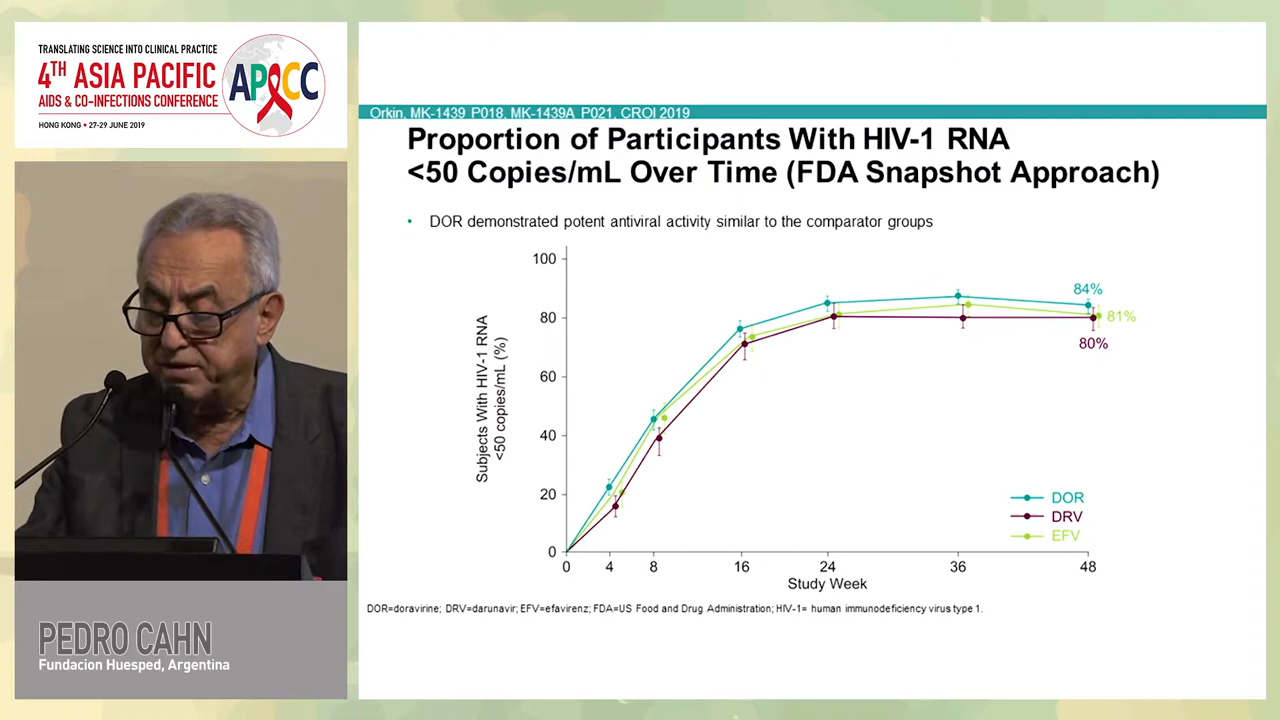 TRANSLATING SCIENCE INTO CLINICAL PRACTICE
4TH ASIA PACIFIC
AIDS & CO-INFECTIONS CONFERENCE
HONG KONG • 27-29 JUNE 2019
APCC
Orkin, MK-1439 P018, MK-1439A P021, CROI 2019
Proportion of Participants With HIV-1 RNA
<50 Copies/mL Over Time (FDA Snapshot Approach)
• DOR demonstrated potent antiviral activity similar to the comparator groups
Subjects With HIV-1 RNA
<50 copies/mL (%)
100
80
60
40
20
0
84%
81%
80%
DOR
DRV
EFV
0 4 8 16 24 36 48
Study Week
DOR=doravirine; DRV=darunavir; EFV=efavirenz; FDA=US Food and Drug Administration; HIV-1= human immunodeficiency virus type 1.
PEDRO CAHN
Fundacion Huesped, Argentina